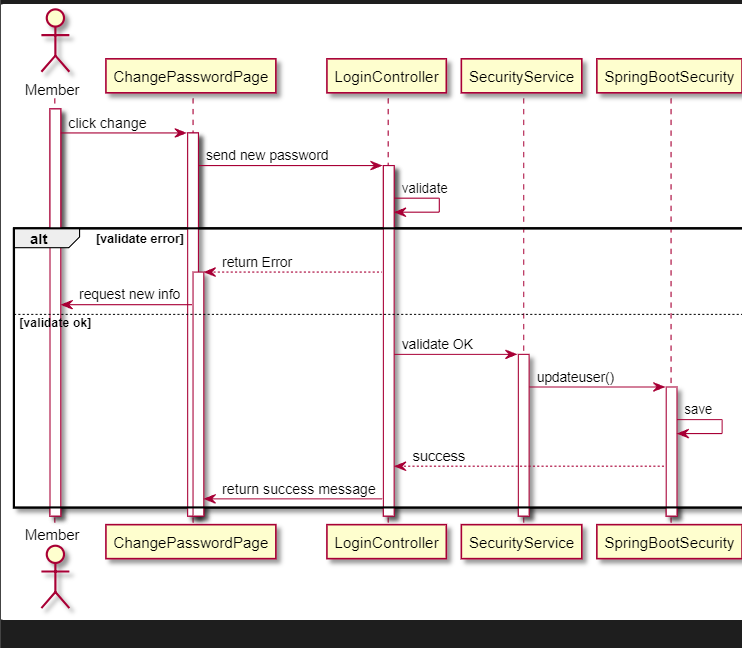 Member
ChangePasswordPage
LoginController
SecurityService
SpringBootSecurity
click change
send new password
validate
alt
[validate error]
return Error
request new info
[validate ok]
validate OK
updateuser()
save
success
return success message
Member
ChangePasswordPage
LoginController
SecurityService
SpringBootSecurity